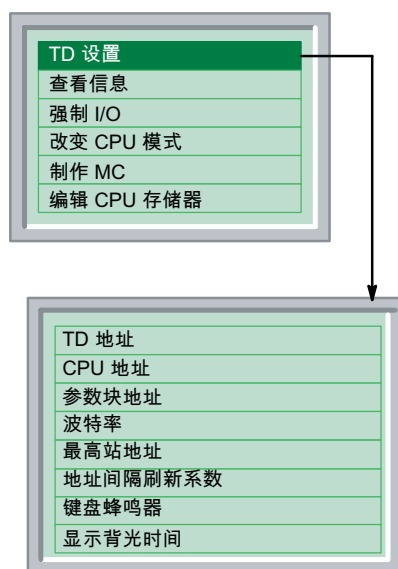 TD 设置
查看信息
强制 I/O
改变 CPU 模式
制作 MC
编辑 CPU 存储器
TD 地址
CPU 地址
参数块地址
波特率
最高站地址
地址间隔刷新系数
键盘蜂鸣器
显示背光时间